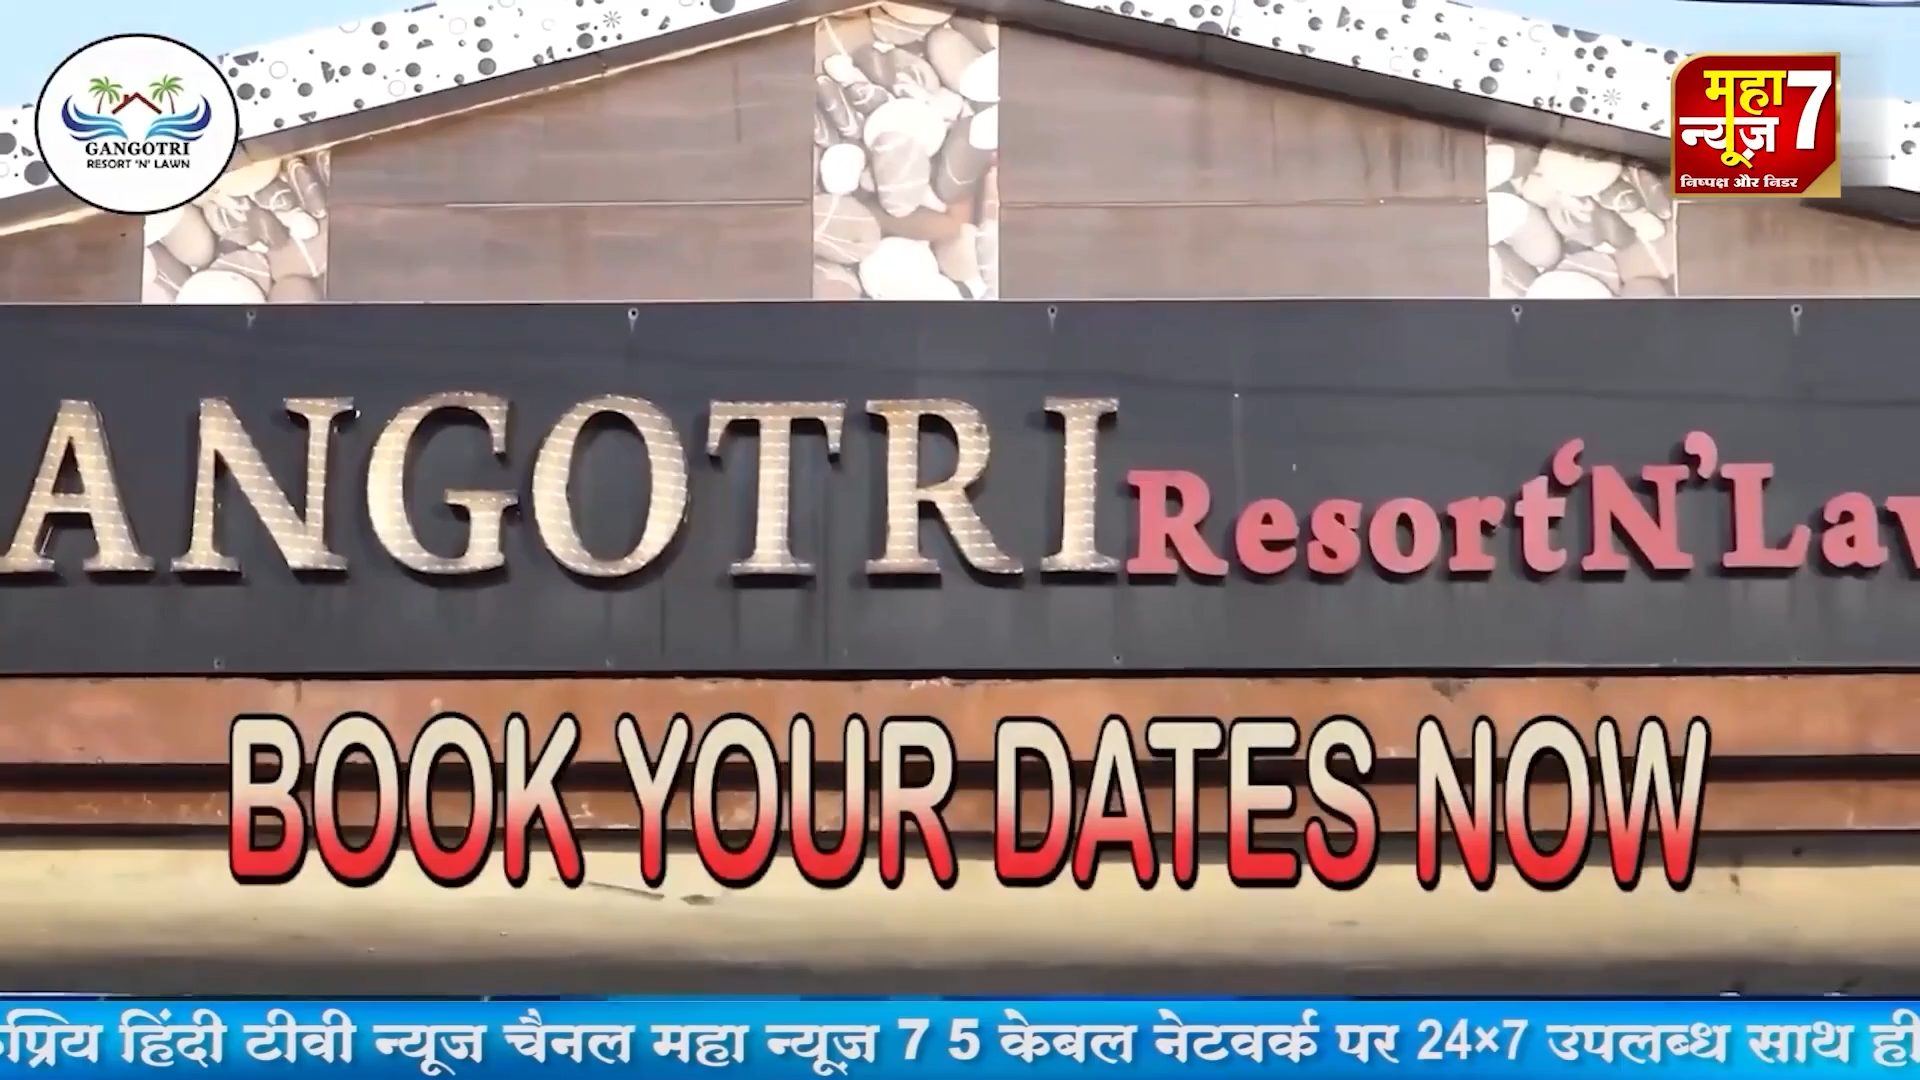 GANGOTRI
RESORT 'N' LAWN
महा
न्यूज़ 7
निष्पक्ष और निडर
ANGOTRI Resort 'N' La
BOOK YOUR DATES NOW
प्रिय हिंदी टीवी न्यूज चैनल महा न्यूज़ 7 5 केबल नेटवर्क पर 24×7 उपलब्ध साथ ही